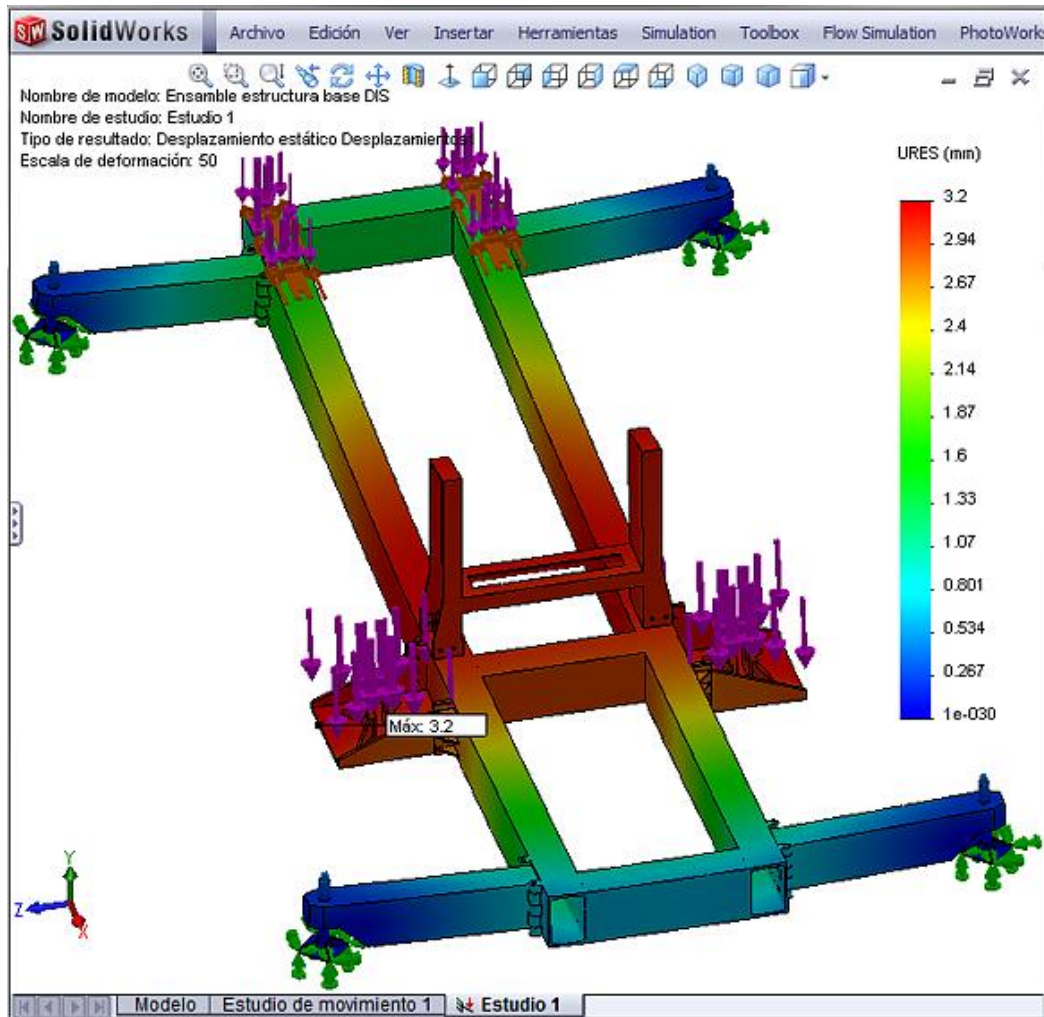 SolidWorks Archivo Edición Ver Insertar Herramientas Simulation Toolbox Flow Simulation PhotoWorks
Nombre de modelo: Ensamble estructura base DIS
Nombre de estudio: Estudio 1
Tipo de resultado: Desplazamiento estático Desplazamientos1
Escala de deformación: 50
URES (mm)
3.2
2.94
2.67
2.4
2.14
1.87
1.6
1.33
1.07
0.801
0.534
0.267
1e-030
Máx: 3.2
Y
Z
X
Modelo Estudio de movimiento 1 Estudio 1